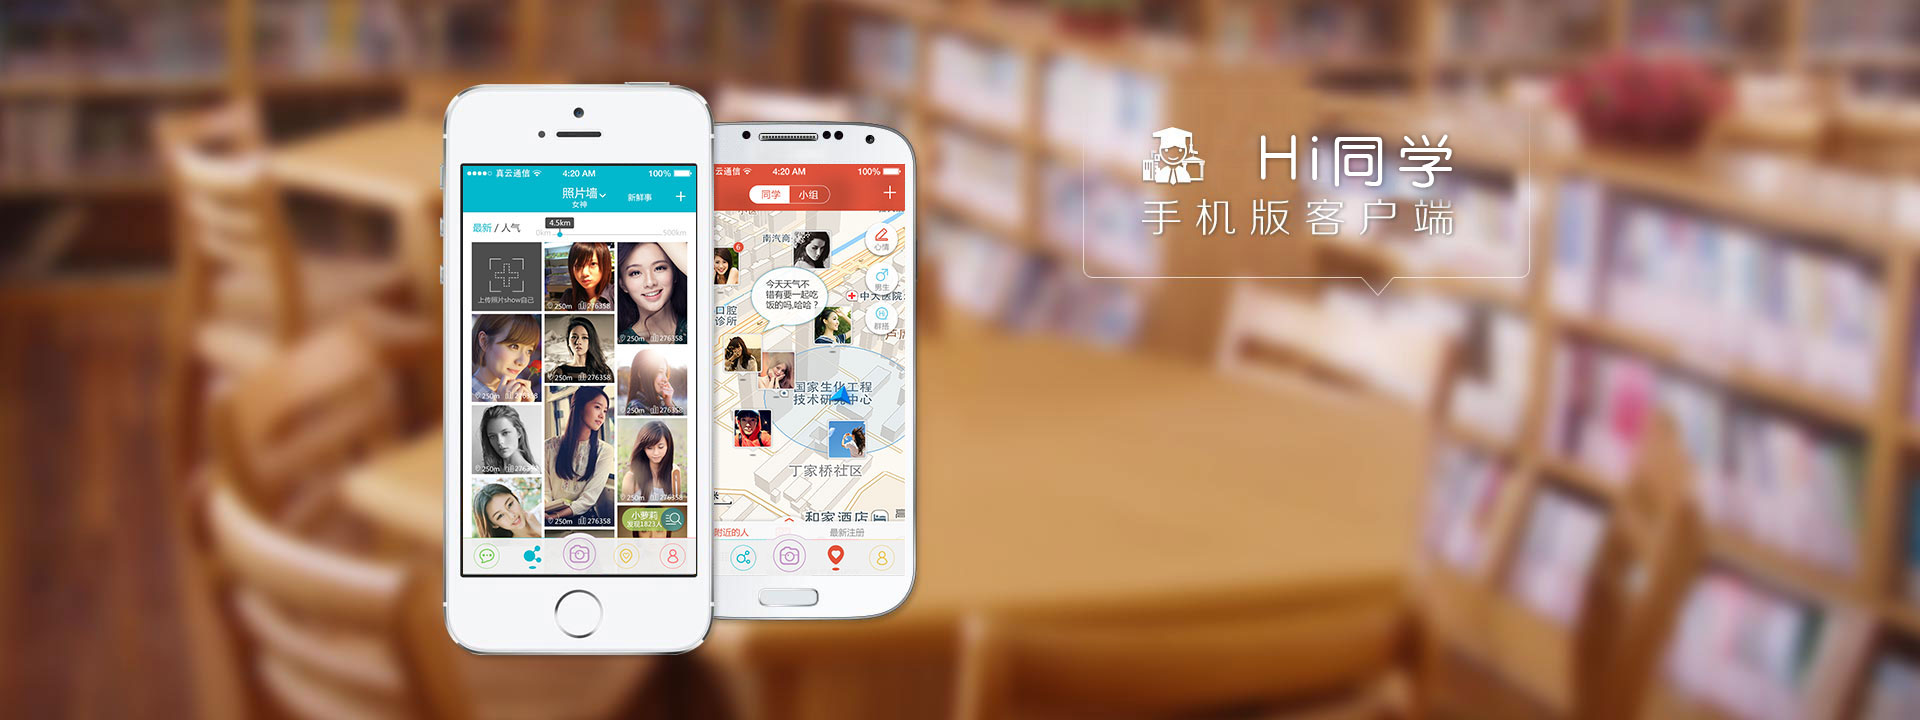 Hi同学
手机版客户端
真云通信
4:20 AM
100%
照片墙
女神
新鲜事
最新 / 人气
4.5km
0km
500km
上传照片show自己
250m 276358
250m 276358
250m 276358
250m 276358
250m 276358
250m 276358
250m 276358
250m 276358
小萝莉
发现1823人
云通信
4:20 AM
100%
同学
小组
南汽商
6
心情
今天天气不
错有要一起吃
饭的吗,哈哈?
男生
中大医院
口腔
诊所
群搭
国家生化工程
技术研究中心
丁家桥社区
和家酒店
附近的人
最新注册